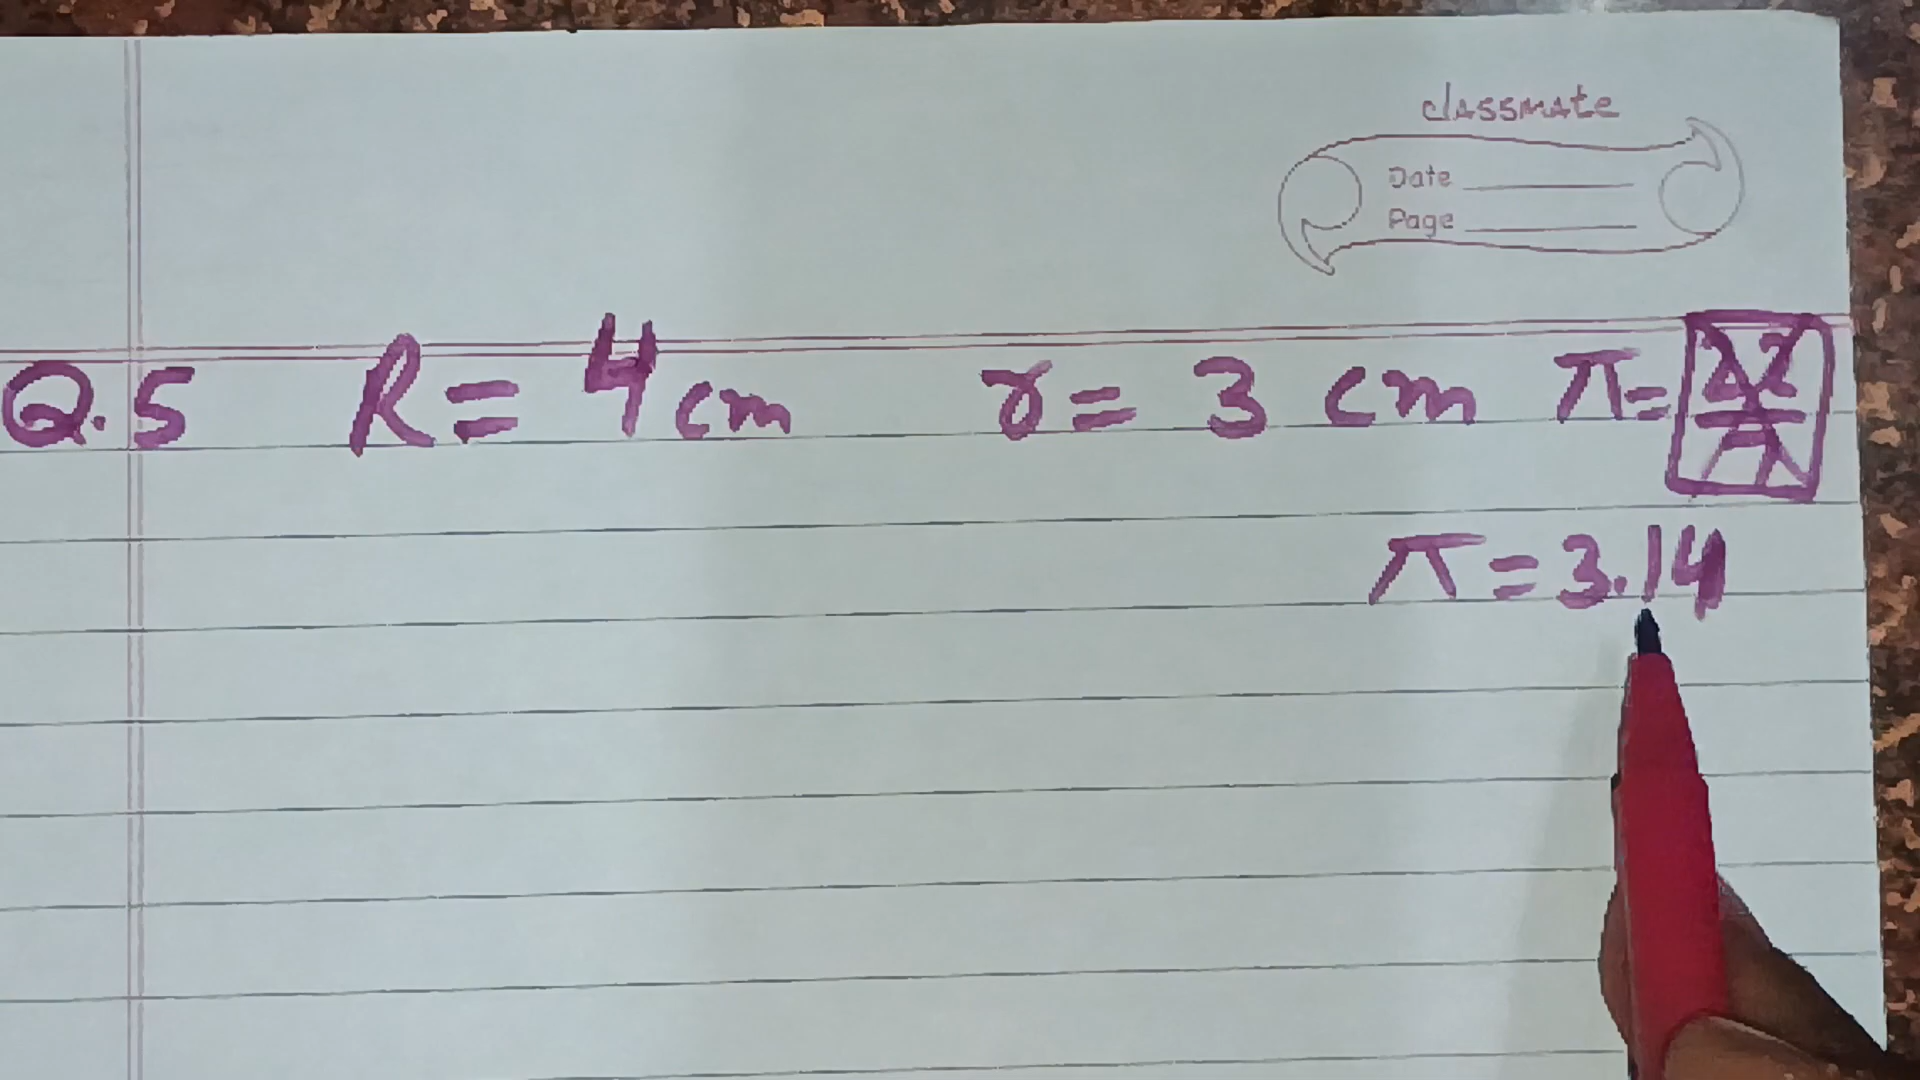 classmate
Date
Page
Q.5 R = 4 cm r = 3 cm π = 22/7
π = 3.14